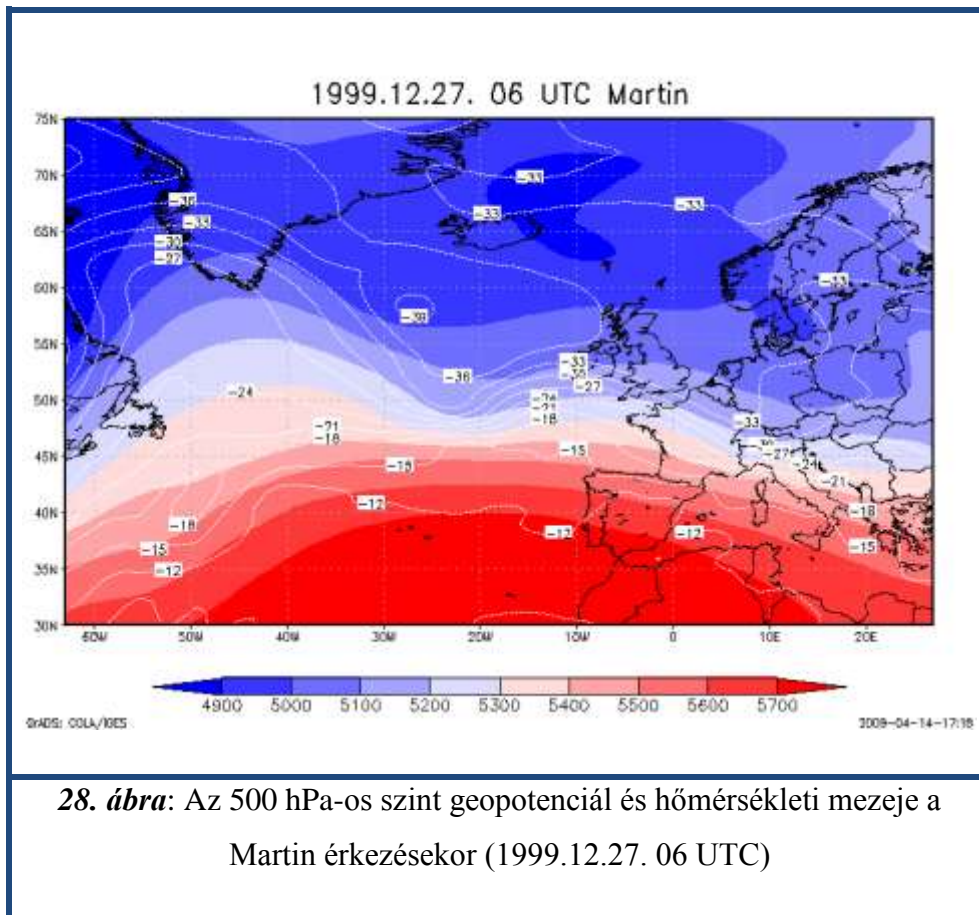 1999.12.27. 06 UTC Martin
75N
70N
65N
60N
55N
50N
45N
40N
35N
30N
60W
50W
40W
30W
20W
10W
0
10E
20E
-36
-33
-30
-27
-33
-33
-33
-33
-36
-24
-33
-27
-21
-18
-21
-18
-15
-33
-27
-24
-21
-18
-15
-18
-15
-12
-12
-12
-12
4900 5000 5100 5200 5300 5400 5500 5600 5700
GrADS: COLA/IGES
2009-04-14-17:18
28. ábra: Az 500 hPa-os szint geopotenciál és hőmérsékleti mezeje a
Martin érkezésekor (1999.12.27. 06 UTC)